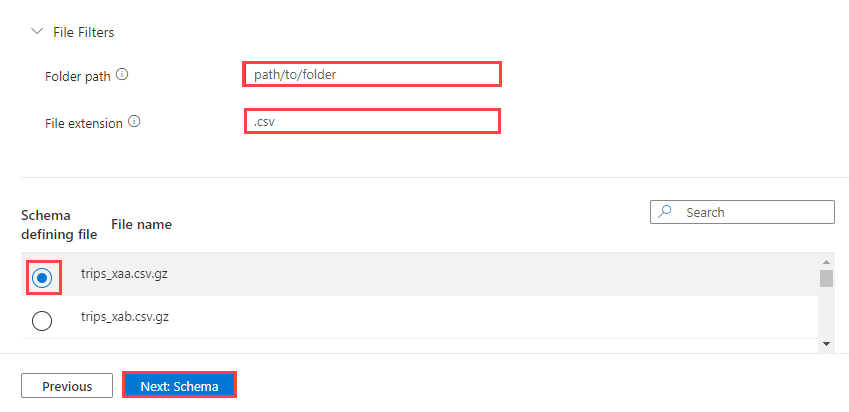 File Filters
Folder path
path/to/folder
File extension
.csv
Schema
defining file
File name
Search
trips_xaa.csv.gz
trips_xab.csv.gz
Previous
Next: Schema